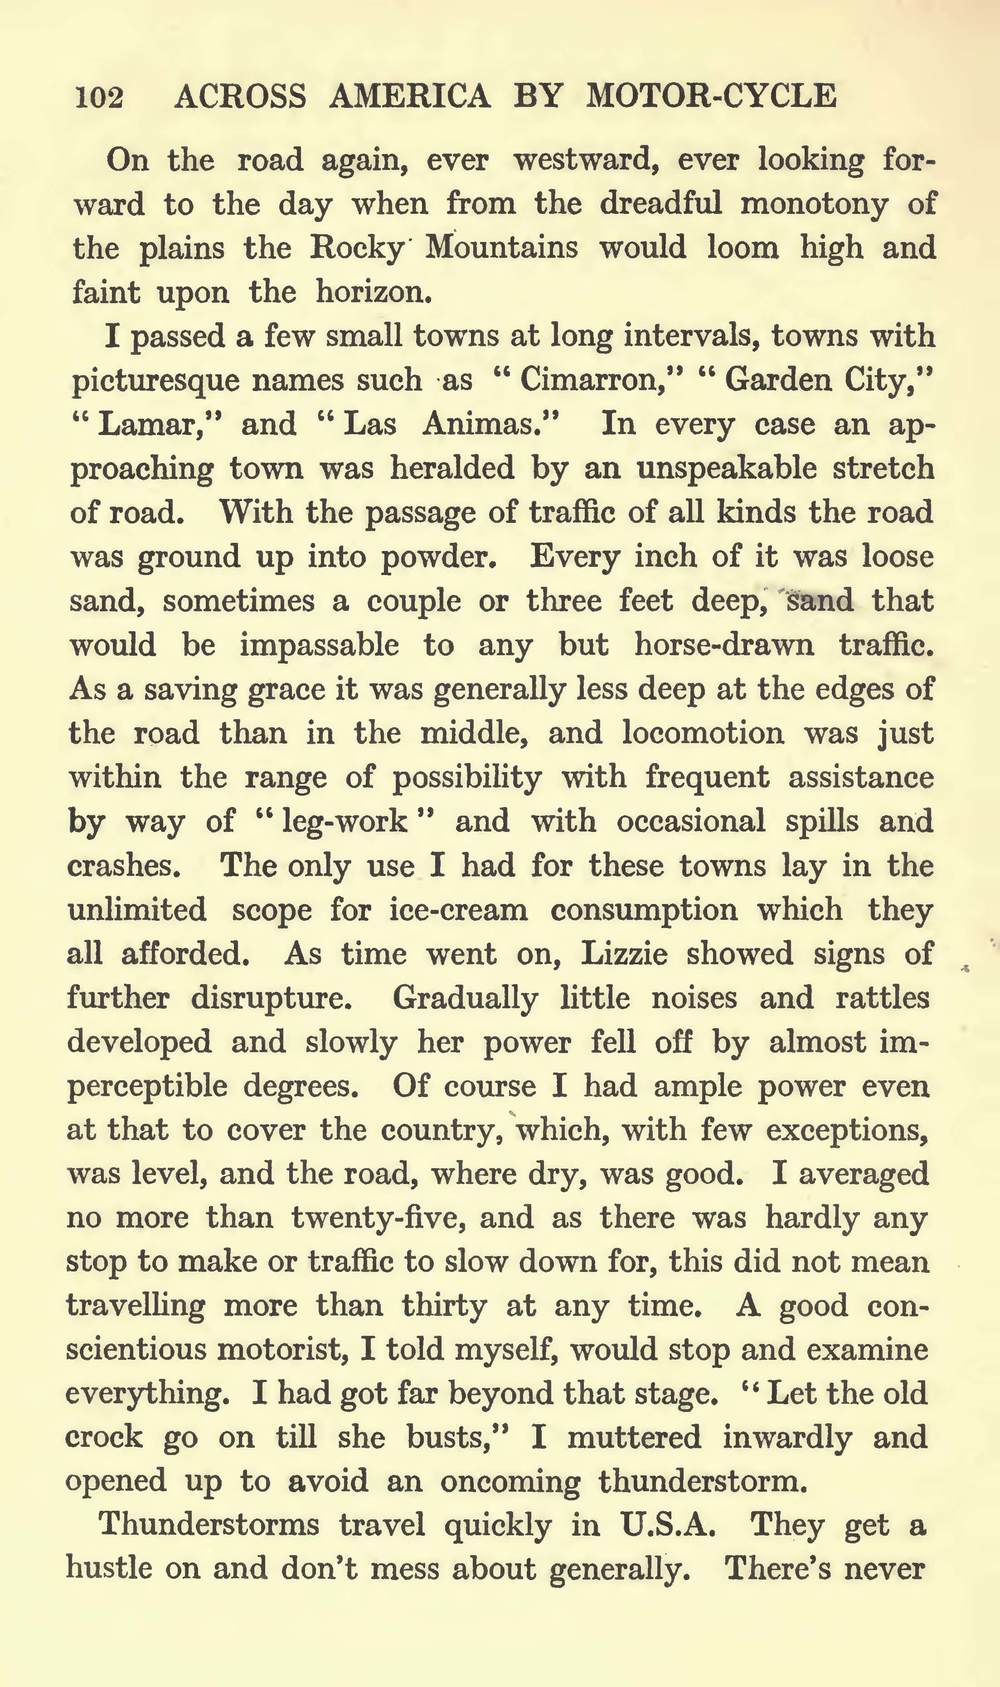 102 ACROSS AMERICA BY MOTOR-CYCLE
On the road again, ever westward, ever looking for-
ward to the day when from the dreadful monotony of
the plains the Rocky Mountains would loom high and
faint upon the horizon.
I passed a few small towns at long intervals, towns with
picturesque names such as “ Cimarron,” “ Garden City,”
“ Lamar,” and “ Las Animas.” In every case an ap-
proaching town was heralded by an unspeakable stretch
of road. With the passage of traffic of all kinds the road
was ground up into powder. Every inch of it was loose
sand, sometimes a couple or three feet deep, sand that
would be impassable to any but horse-drawn traffic.
As a saving grace it was generally less deep at the edges of
the road than in the middle, and locomotion was just
within the range of possibility with frequent assistance
by way of “ leg-work ” and with occasional spills and
crashes. The only use I had for these towns lay in the
unlimited scope for ice-cream consumption which they
all afforded. As time went on, Lizzie showed signs of
further disrupture. Gradually little noises and rattles
developed and slowly her power fell off by almost im-
perceptible degrees. Of course I had ample power even
at that to cover the country, which, with few exceptions,
was level, and the road, where dry, was good. I averaged
no more than twenty-five, and as there was hardly any
stop to make or traffic to slow down for, this did not mean
travelling more than thirty at any time. A good con-
scientious motorist, I told myself, would stop and examine
everything. I had got far beyond that stage. “ Let the old
crock go on till she busts,” I muttered inwardly and
opened up to avoid an oncoming thunderstorm.
Thunderstorms travel quickly in U.S.A. They get a
hustle on and don’t mess about generally. There’s never